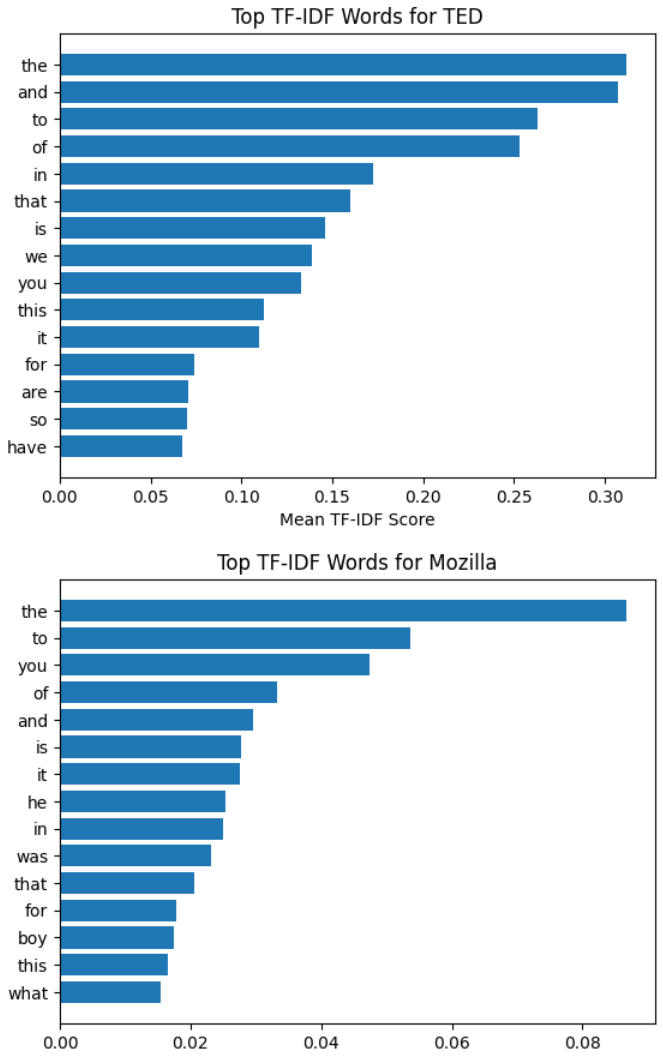 Top TF-IDF Words for TED
the
and
to
of
in
that
is
we
you
this
it
for
are
so
have
0.00 0.05 0.10 0.15 0.20 0.25 0.30
Mean TF-IDF Score
Top TF-IDF Words for Mozilla
the
to
you
of
and
is
it
he
in
was
that
for
boy
this
what
0.00 0.02 0.04 0.06 0.08